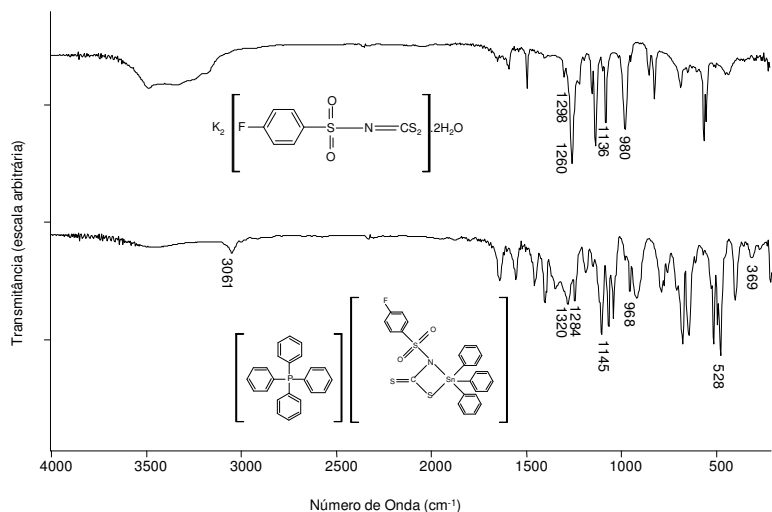 Transmitância (escala arbitrária)
K2
F
O
S
O
N
CS2
.2H2O
1298
1260
1136
980
3061
1320
1284
1145
968
528
369
P
F
O
S
O
N
S
C
S
Sn
4000 3500 3000 2500 2000 1500 1000 500
Número de Onda (cm-1)